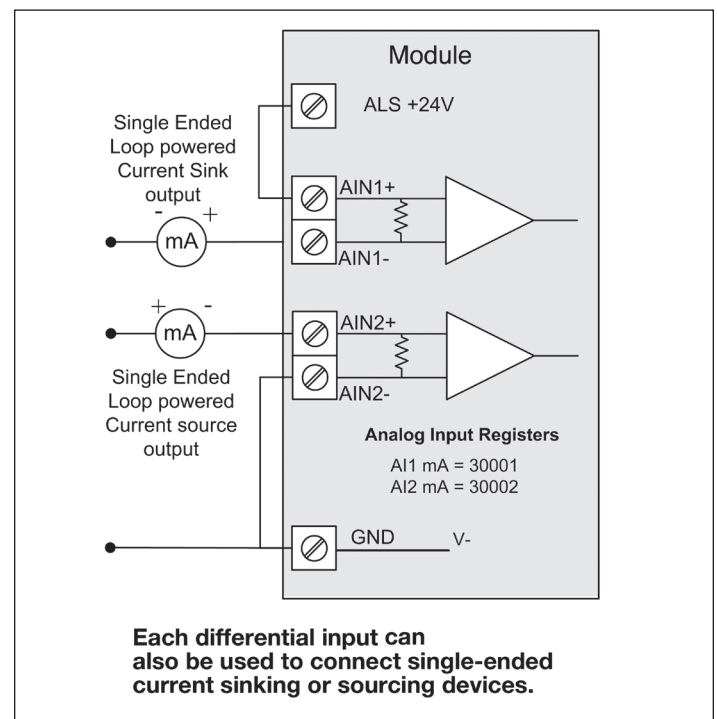 Module
ALS +24V
Single Ended
Loop powered
Current Sink
output
- +
mA
AIN1+
AIN1-
+ -
mA
AIN2+
AIN2-
Single Ended
Loop powered
Current source
output
Analog Input Registers
AI1 mA = 30001
AI2 mA = 30002
GND V-
Each differential input can
also be used to connect single-ended
current sinking or sourcing devices.